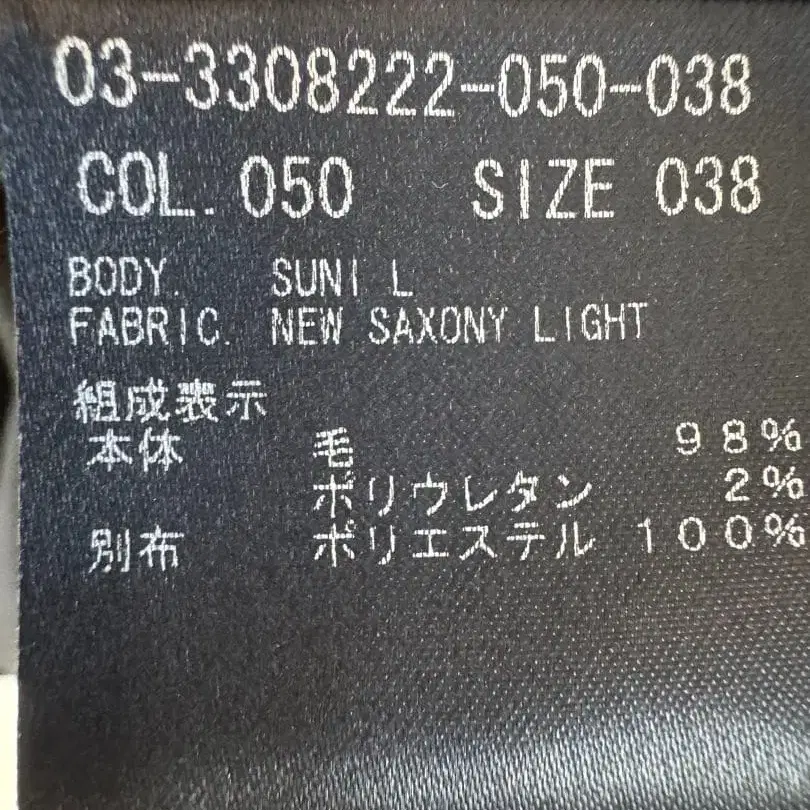 03-3308222-050-038
COL. 050 SIZE 038
BODY. SUNI L
FABRIC. NEW SAXONY LIGHT
組成表示
本体 毛 98%
ポリウレタン 2%
別布 ポリエステル 100%